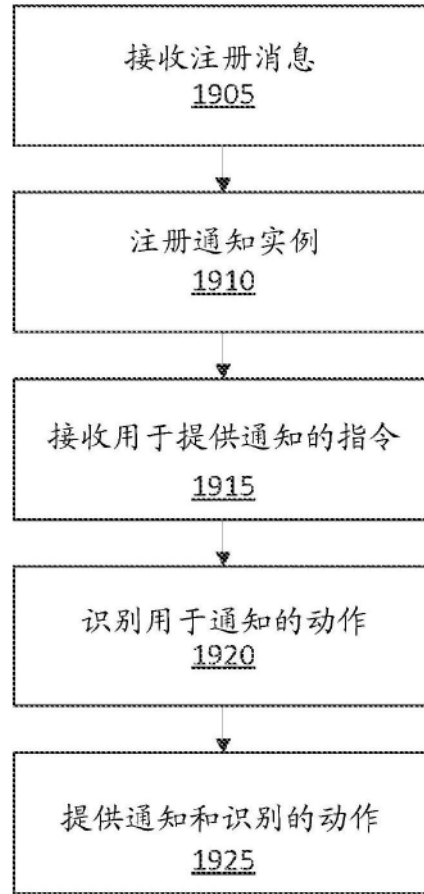 接收注册消息
1905
注册通知实例
1910
接收用于提供通知的指令
1915
识别用于通知的动作
1920
提供通知和识别的动作
1925